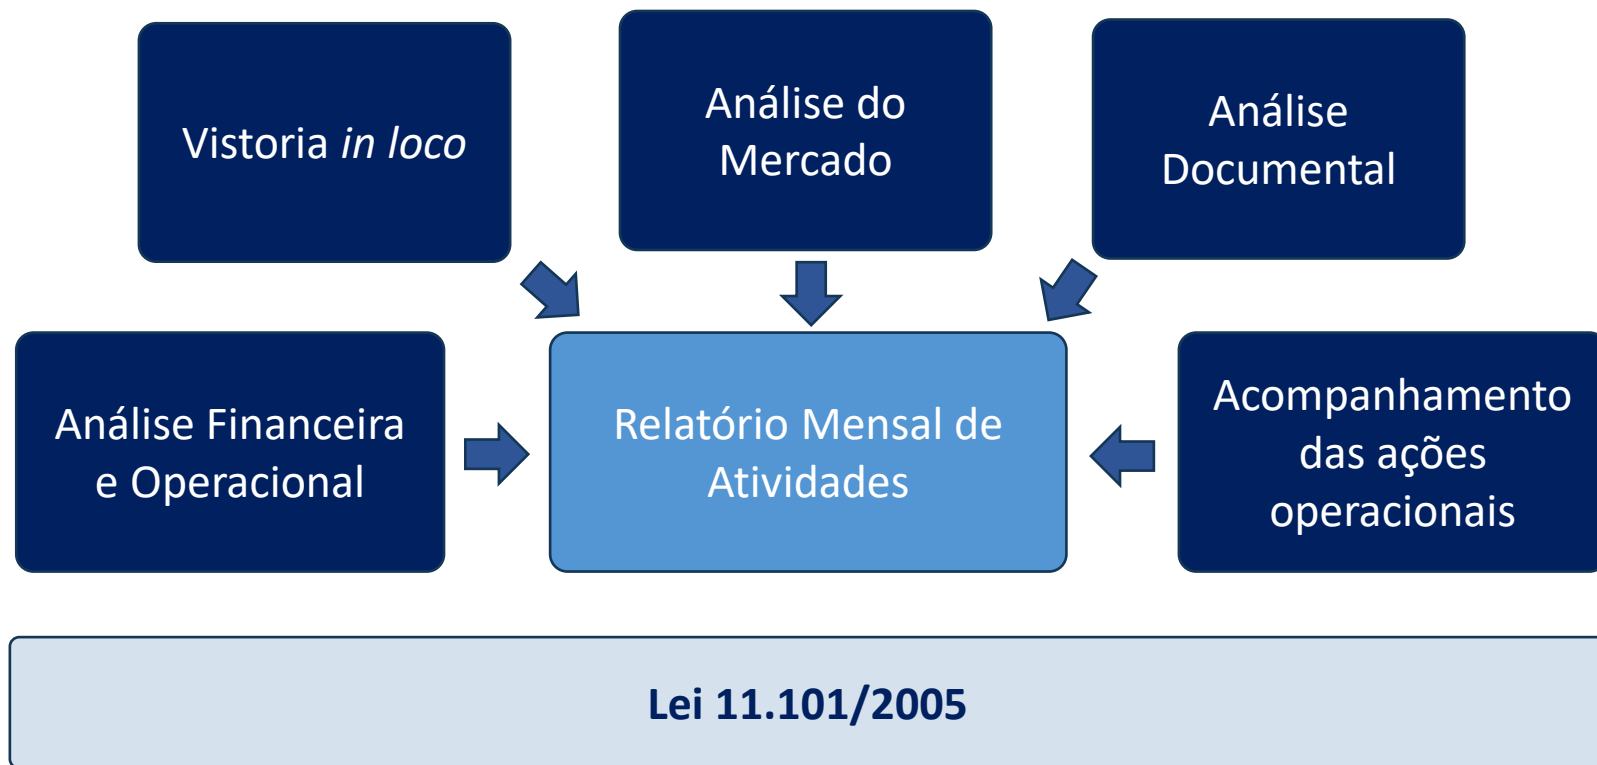 Vistoria in loco
Análise do
Mercado
Análise
Documental
Análise Financeira
e Operacional
Relatório Mensal de
Atividades
Acompanhamento
das ações
operacionais
Lei 11.101/2005